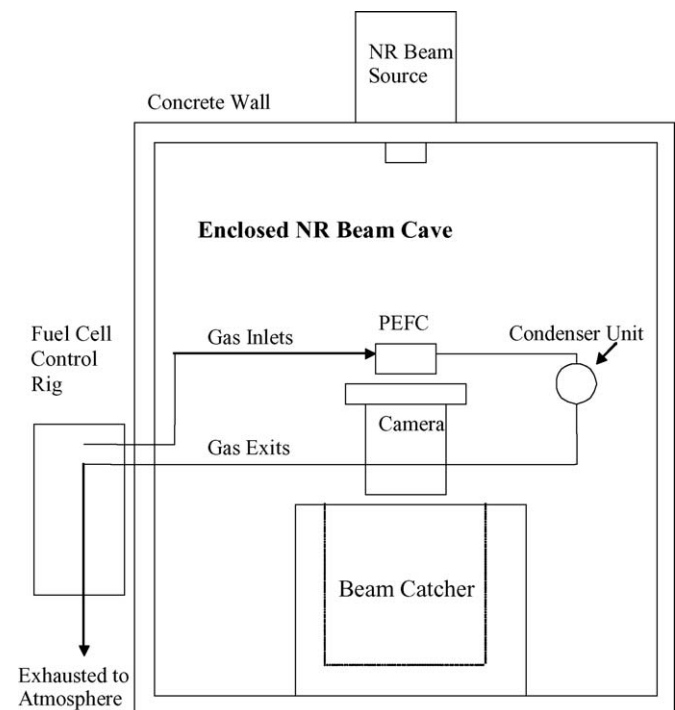 NR Beam
Source
Concrete Wall
Enclosed NR Beam Cave
Fuel Cell
Control
Rig
Gas Inlets
PEFC
Condenser Unit
Camera
Gas Exits
Beam Catcher
Exhausted to
Atmosphere